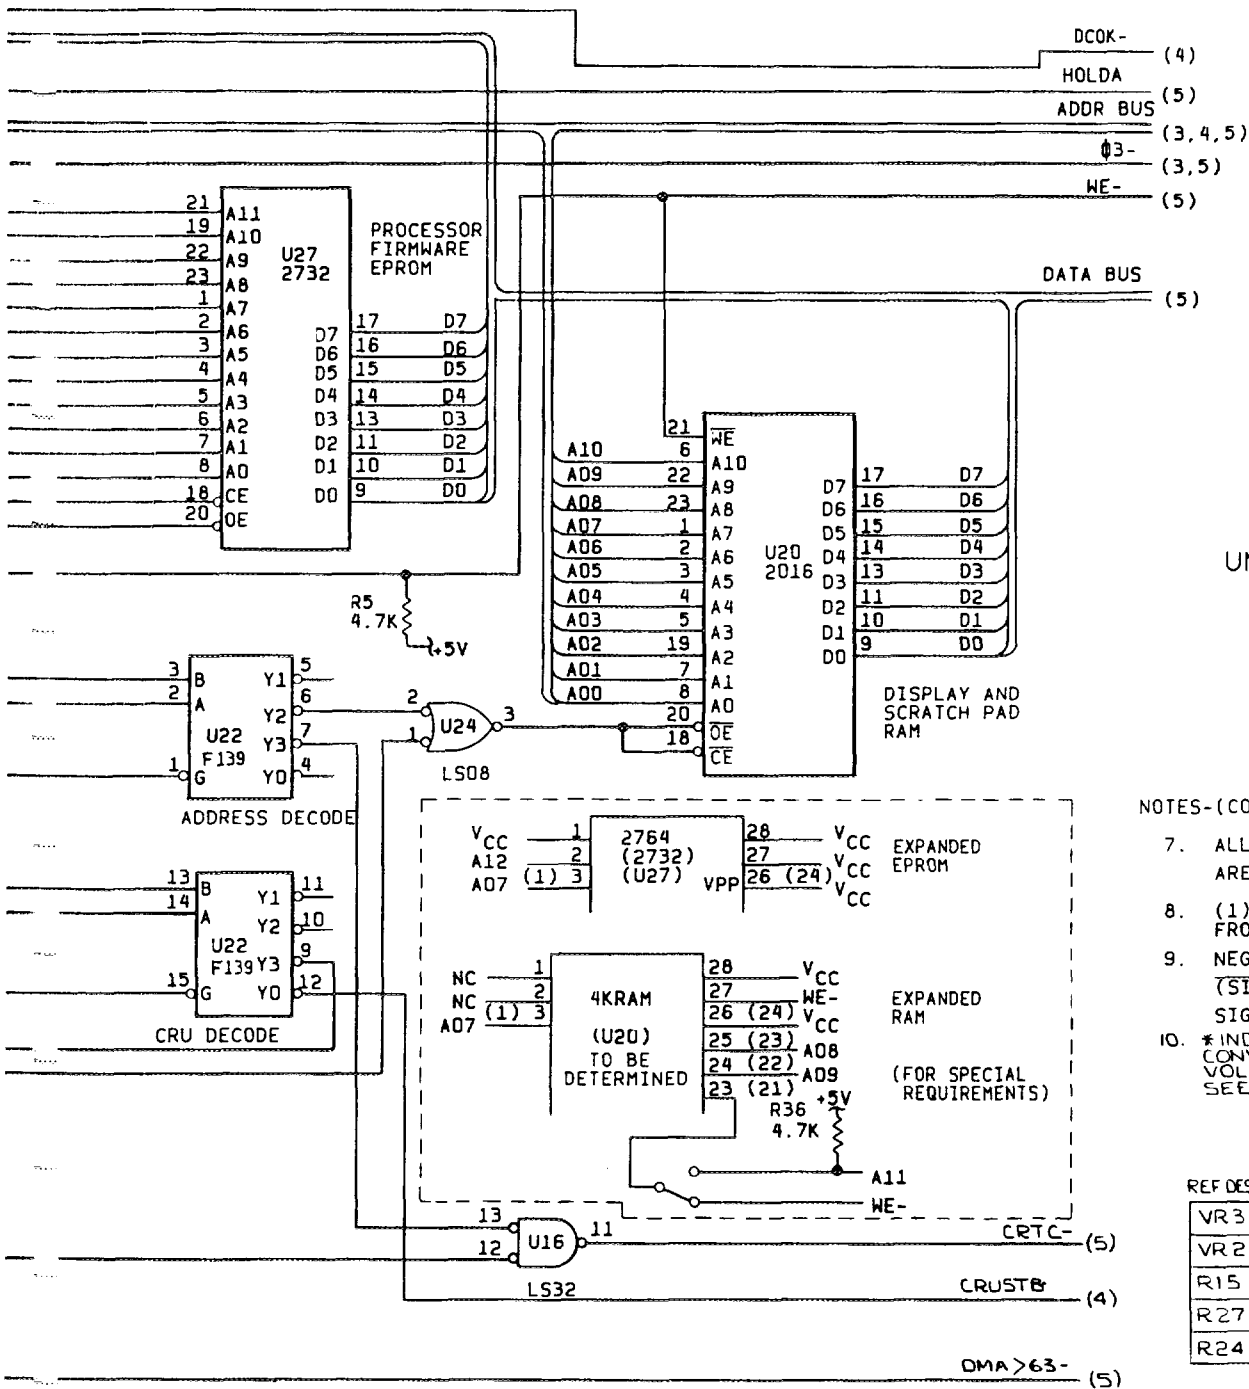 DCOK-
(4)
HOLDA
(5)
ADDR BUS
(3,4,5)
ϕ3-
(3,5)
WE-
(5)
21 A11
19 A10
22 A9
23 A8
1 A7
2 A6
3 A5
4 A4
5 A3
6 A2
7 A1
8 A0
18 CE
20 OE
U27
2732
PROCESSOR
FIRMWARE
EPROM
D7 17 D7
D6 16 D6
D5 15 D5
D4 14 D4
D3 13 D3
D2 11 D2
D1 10 D1
D0 9 D0
DATA BUS
(5)
21 WE
A10 6 A10
A09 22 A9
A08 23 A8
A07 1 A7
A06 2 A6
A05 3 A5
A04 4 A4
A03 5 A3
A02 19 A2
A01 7 A1
A00 8 A0
20 OE
18 CE
U20
2016
D7 17 D7
D6 16 D6
D5 15 D5
D4 14 D4
D3 13 D3
D2 11 D2
D1 10 D1
D0 9 D0
DISPLAY AND
SCRATCH PAD
RAM
R5
4.7K
+5V
3 B
2 A
1 G
U22
F139
Y1 5
Y2 6
Y3 7
Y0 4
ADDRESS DECODE
2
1
U24
3
LS08
13 B
14 A
15 G
U22
F139
Y1 11
Y2 10
Y3 9
Y0 12
CRU DECODE
VCC 1
A12 2
A07 (1) 3
2764
(2732)
(U27)
VPP
28 VCC
27 VCC
26 (24) VCC
EXPANDED
EPROM
NC 1
NC 2
A07 (1) 3
4KRAM
(U20)
TO BE
DETERMINED
28 VCC
27 WE-
26 (24) VCC
25 (23) A08
24 (22) A09
23 (21)
EXPANDED
RAM
(FOR SPECIAL
REQUIREMENTS)
R36
4.7K
+5V
A11
WE-
13
12
U16
11
LS32
CRTC-
(5)
CRUSTB
(4)
DMA>63-
(5)
UN
NOTES-(CO
7. ALL
ARE
8. (1)
FRO
9. NEG
(SI
SIG
10. *IND
CONV
VOL
SEE
REF DES
VR3
VR2
R15
R27
R24